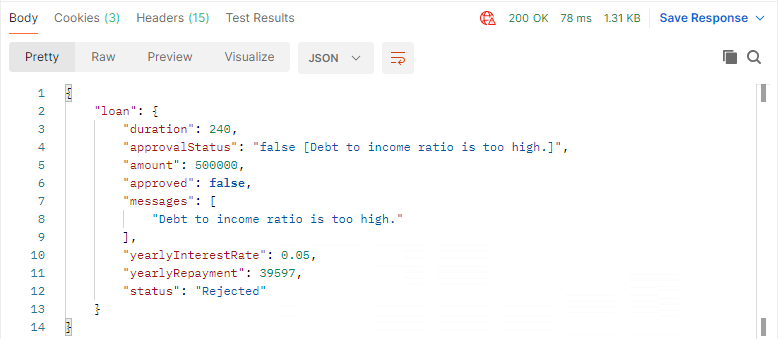 Body Cookies (3) Headers (15) Test Results 200 OK 78 ms 1.31 KB Save Response
Pretty Raw Preview Visualize JSON
1 {
2 "loan": {
3 "duration": 240,
4 "approvalStatus": "false [Debt to income ratio is too high.]",
5 "amount": 500000,
6 "approved": false,
7 "messages": [
8 "Debt to income ratio is too high."
9 ],
10 "yearlyInterestRate": 0.05,
11 "yearlyRepayment": 39597,
12 "status": "Rejected"
13 }
14 }